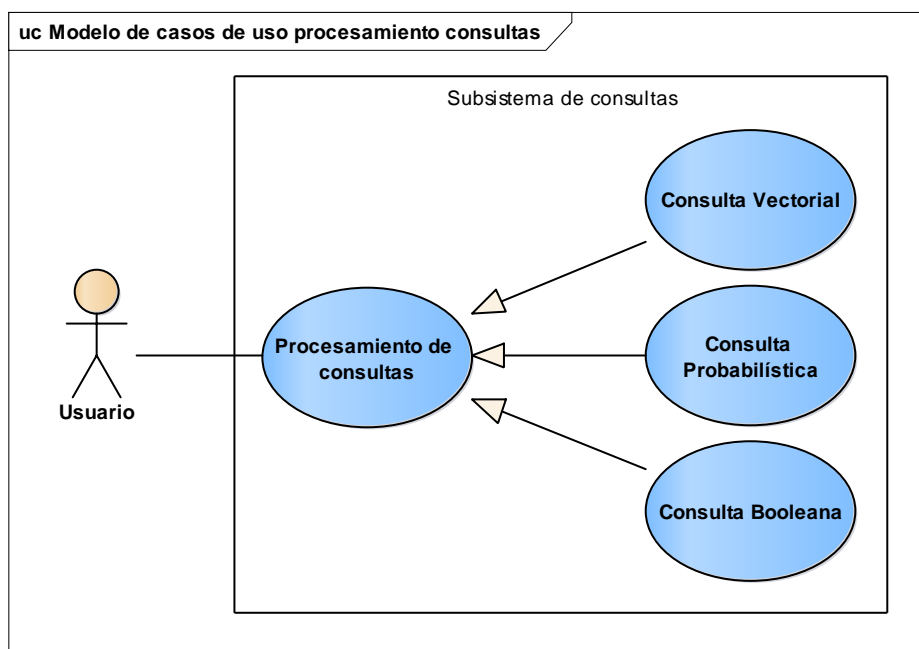 uc Modelo de casos de uso procesamiento consultas
Subsistema de consultas
Consulta Vectorial
Procesamiento de
consultas
Consulta
Probabilística
Usuario
Consulta Booleana